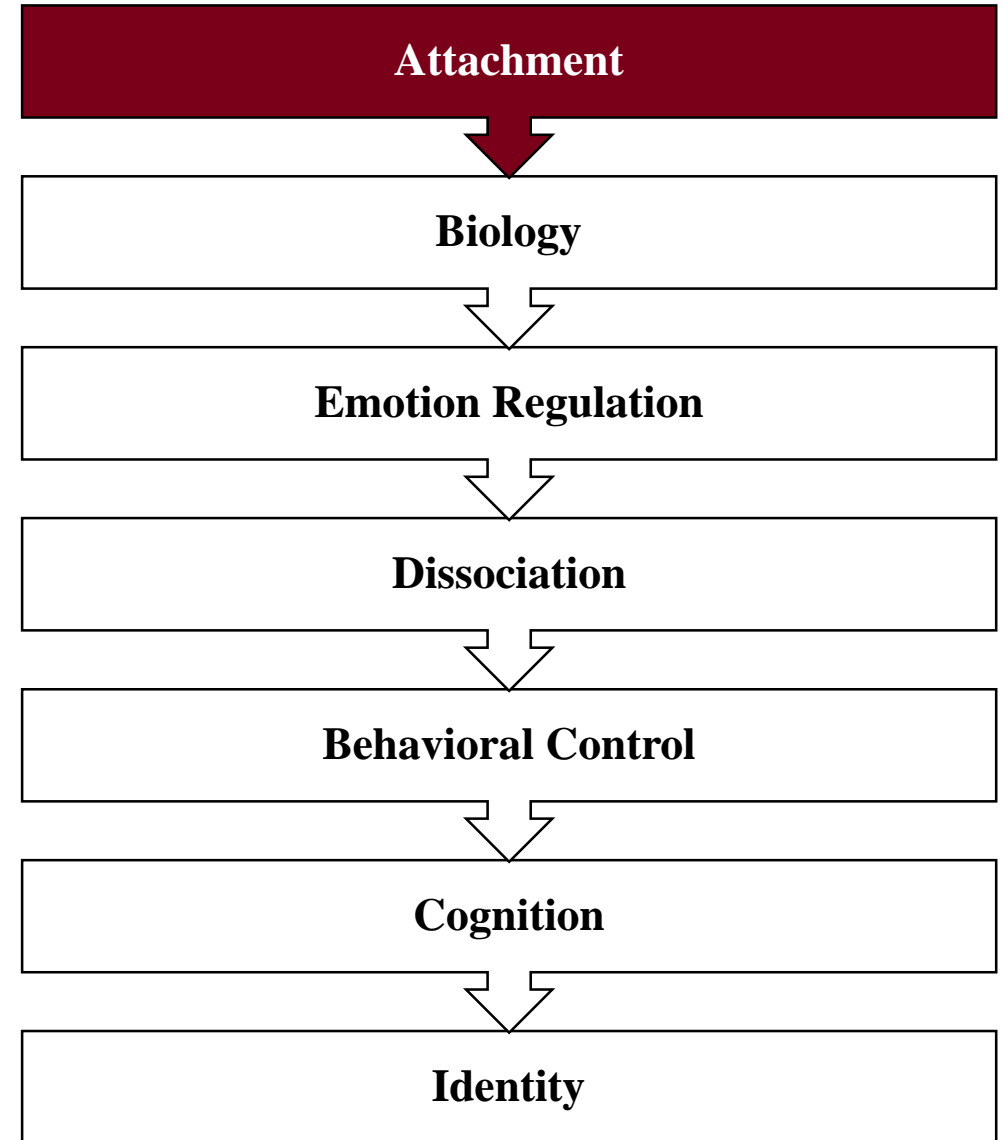 Attachment
Biology
Emotion Regulation
Dissociation
Behavioral Control
Cognition
Identity